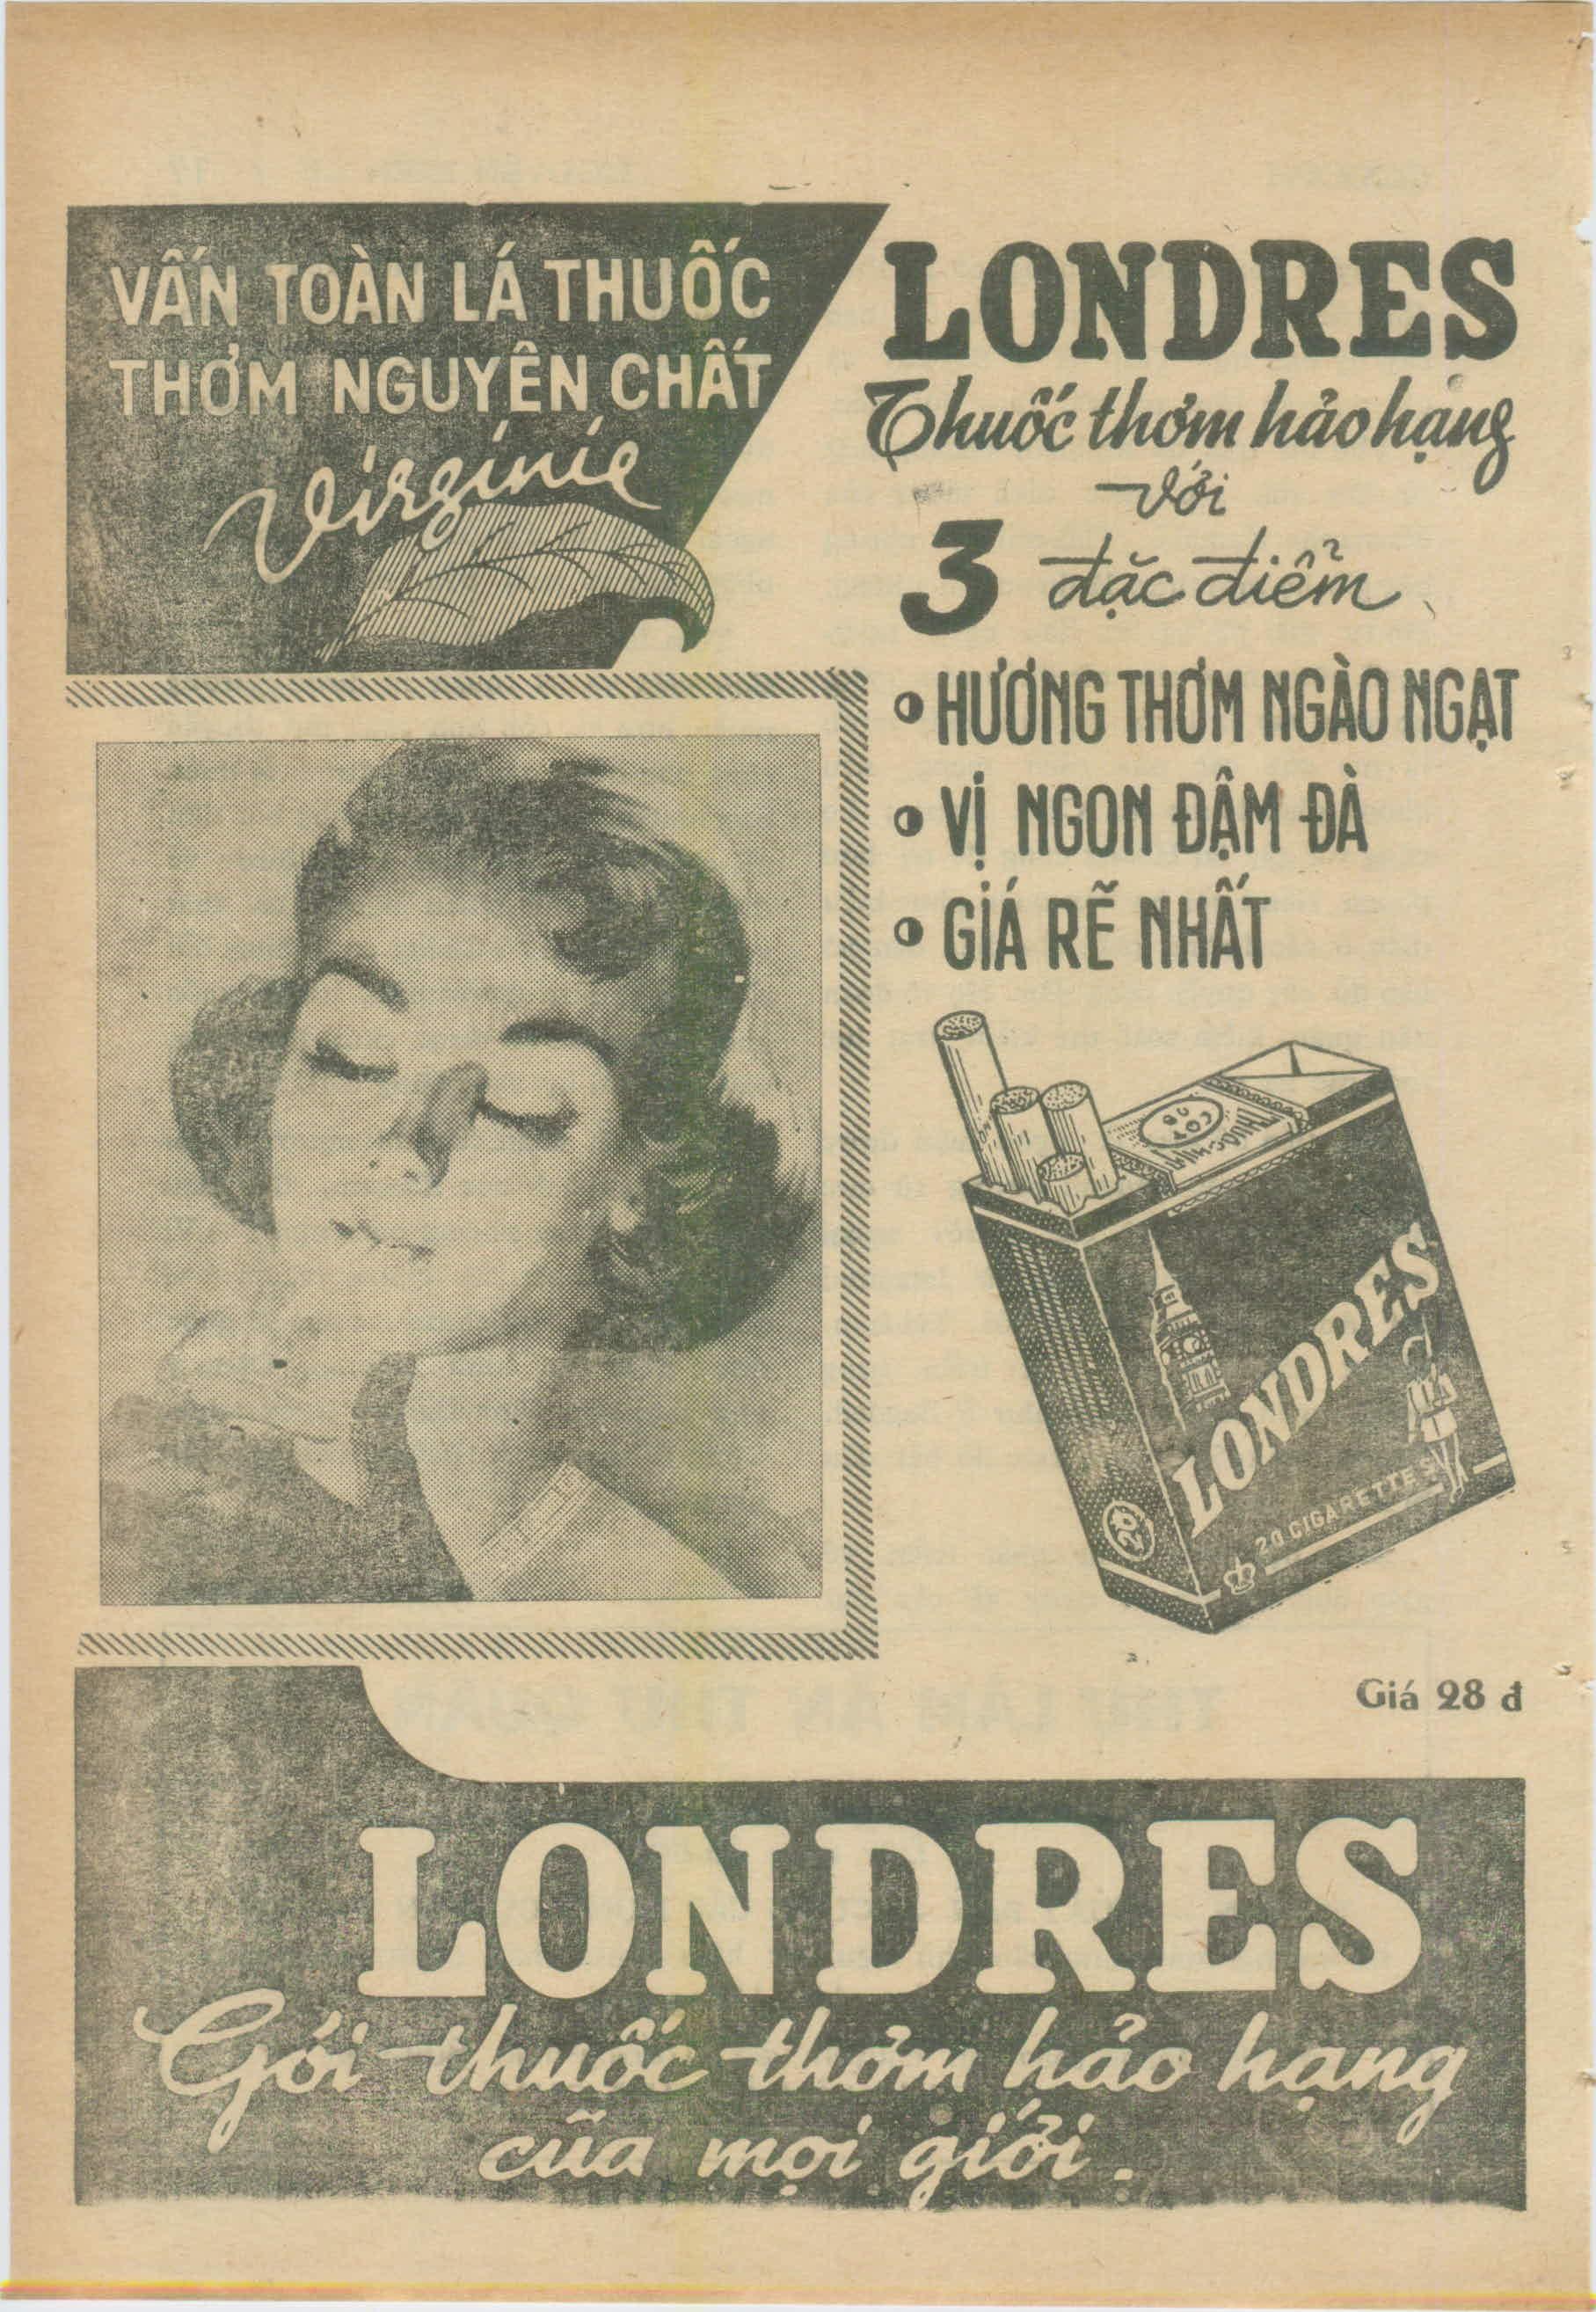 VẤN TOÀN LÁ THUỐC
THƠM NGUYÊN CHẤT
Virginie
LONDRES
Thuốc thơm hảo hạng
với
3 đặc điểm
HƯƠNG THƠM NGÀO NGẠT
VỊ NGON ĐẬM ĐÀ
GIÁ RẼ NHẤT
LONDRES
20 CIGARETTES
20
Giá 28 đ
LONDRES
Gói thuốc thơm hảo hạng
cũa mọi giới.